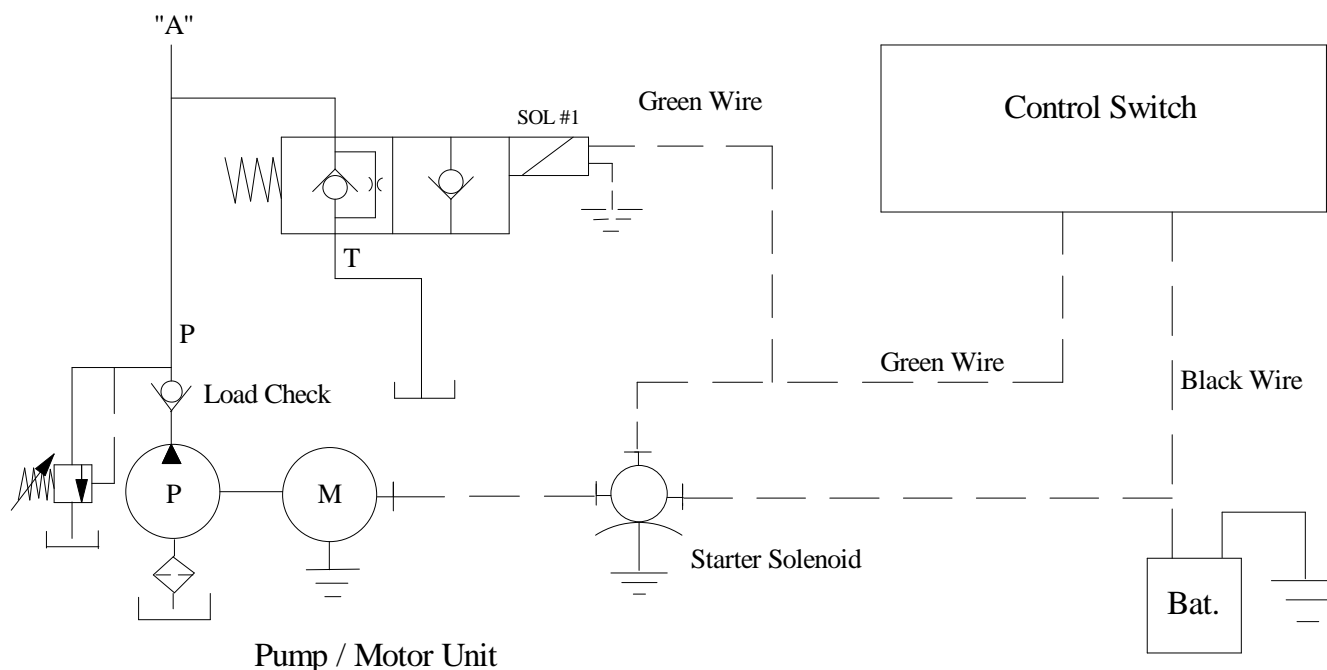 "A"
Green Wire
Control Switch
SOL #1
T
P
Green Wire
Black Wire
Load Check
P
M
Starter Solenoid
Bat.
Pump / Motor Unit